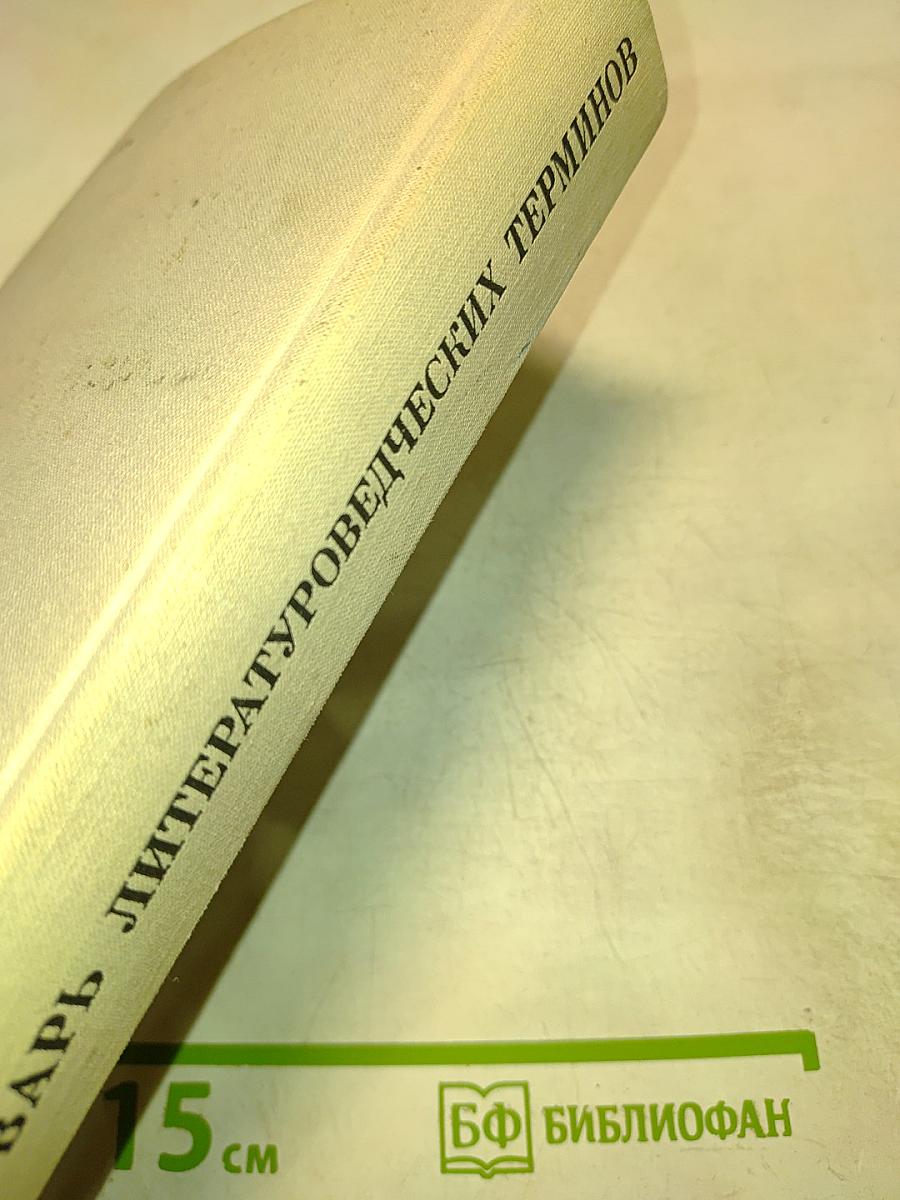 ВАРЬ ЛИТЕРАТУРОВЕДЧЕСКИХ ТЕРМИНОВ
15 см
БФ БИБЛИОФАН